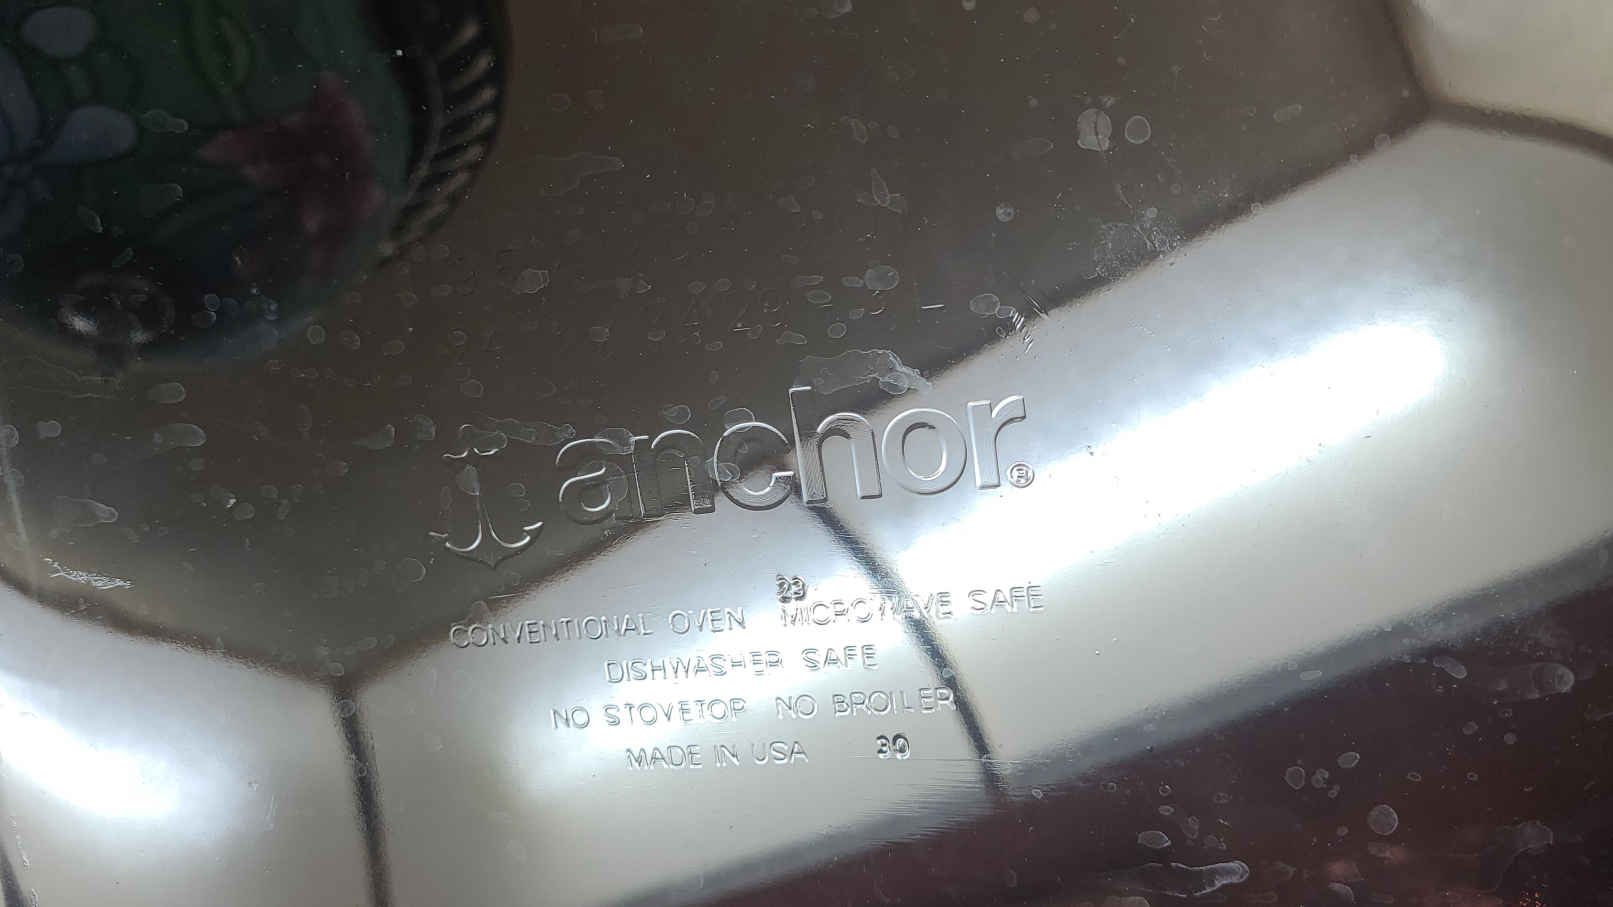 anchor®
23
CONVENTIONAL OVEN MICROWAVE SAFE
DISHWASHER SAFE
NO STOVETOP NO BROILER
MADE IN USA 30